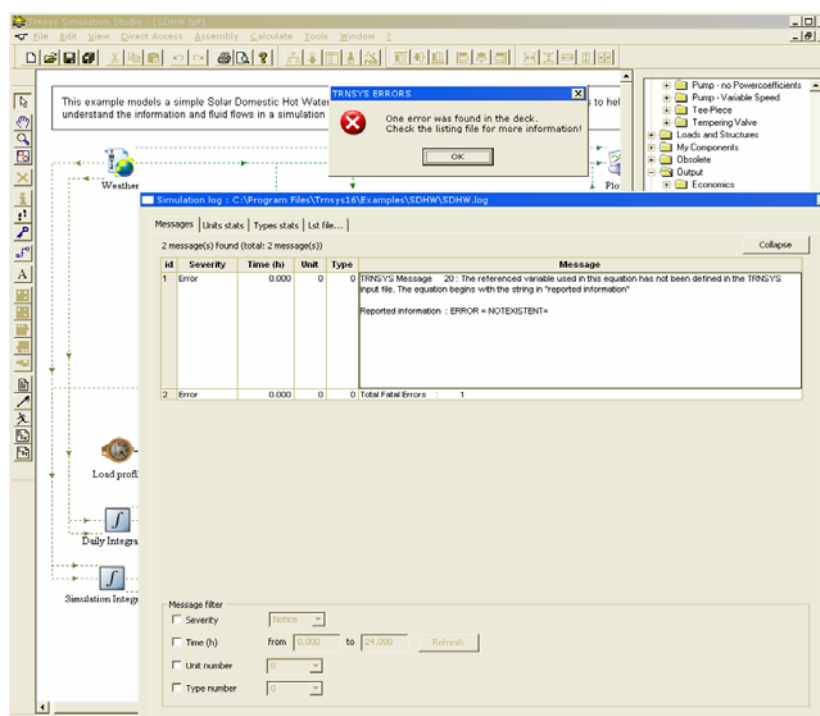 Trnsys Simulation Studio - [SDHW.tpf]
File Edit View Direct Access Assembly Calculate Tools Window ?
This example models a simple Solar Domestic Hot Water
understand the information and fluid flows in a simulation
s to hel
TRNSYS ERRORS
One error was found in the deck.
Check the listing file for more information!
OK
Pump - no Powercoefficients
Pump - Variable Speed
Tee-Piece
Tempering Valve
Loads and Structures
My Components
Obsolete
Output
Economics
Weather
Plo
Simulation log : C:\Program Files\Trnsys16\Examples\SDHW\SDHW.log
Messages Units stats Types stats Lst file...
2 message(s) found (total: 2 message(s))
Collapse
id Severity Time (h) Unit Type Message
1 Error 0.000 0 0 TRNSYS Message 20 : The referenced variable used in this equation has not been defined in the TRNSYS
input file. The equation begins with the string in "reported information"
Reported information : ERROR = NOTEXISTENT=
2 Error 0.000 0 0 Total Fatal Errors : 1
Load profi
Daily Integra
Simulation Integr
Message filter
Severity Notice
Time (h) from 0.000 to 24.000 Refresh
Unit number 0
Type number 0